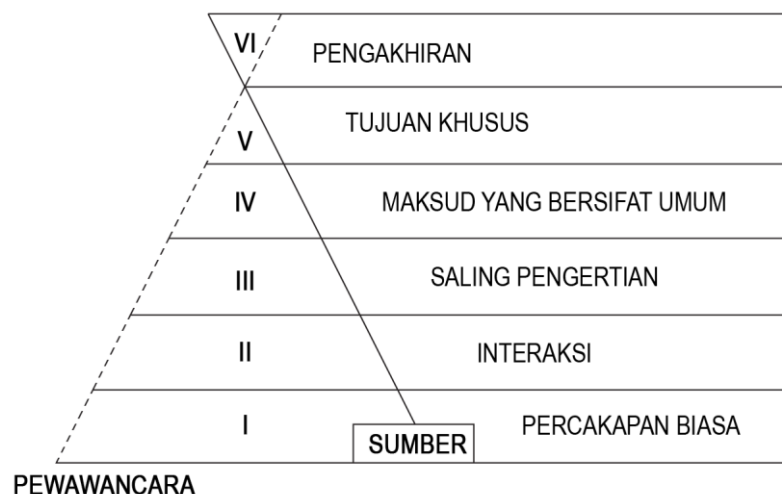 VI PENGAKHIRAN
V TUJUAN KHUSUS
IV MAKSUD YANG BERSIFAT UMUM
III SALING PENGERTIAN
II INTERAKSI
I PERCAKAPAN BIASA
SUMBER
PEWAWANCARA